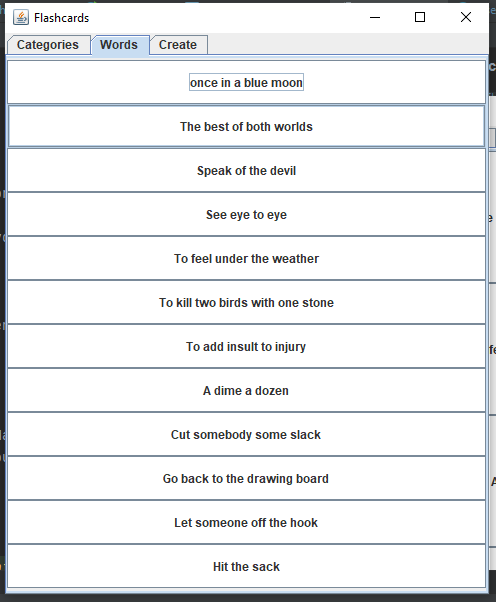 Flashcards
Categories Words Create
once in a blue moon
The best of both worlds
Speak of the devil
See eye to eye
To feel under the weather
To kill two birds with one stone
To add insult to injury
A dime a dozen
Cut somebody some slack
Go back to the drawing board
Let someone off the hook
Hit the sack